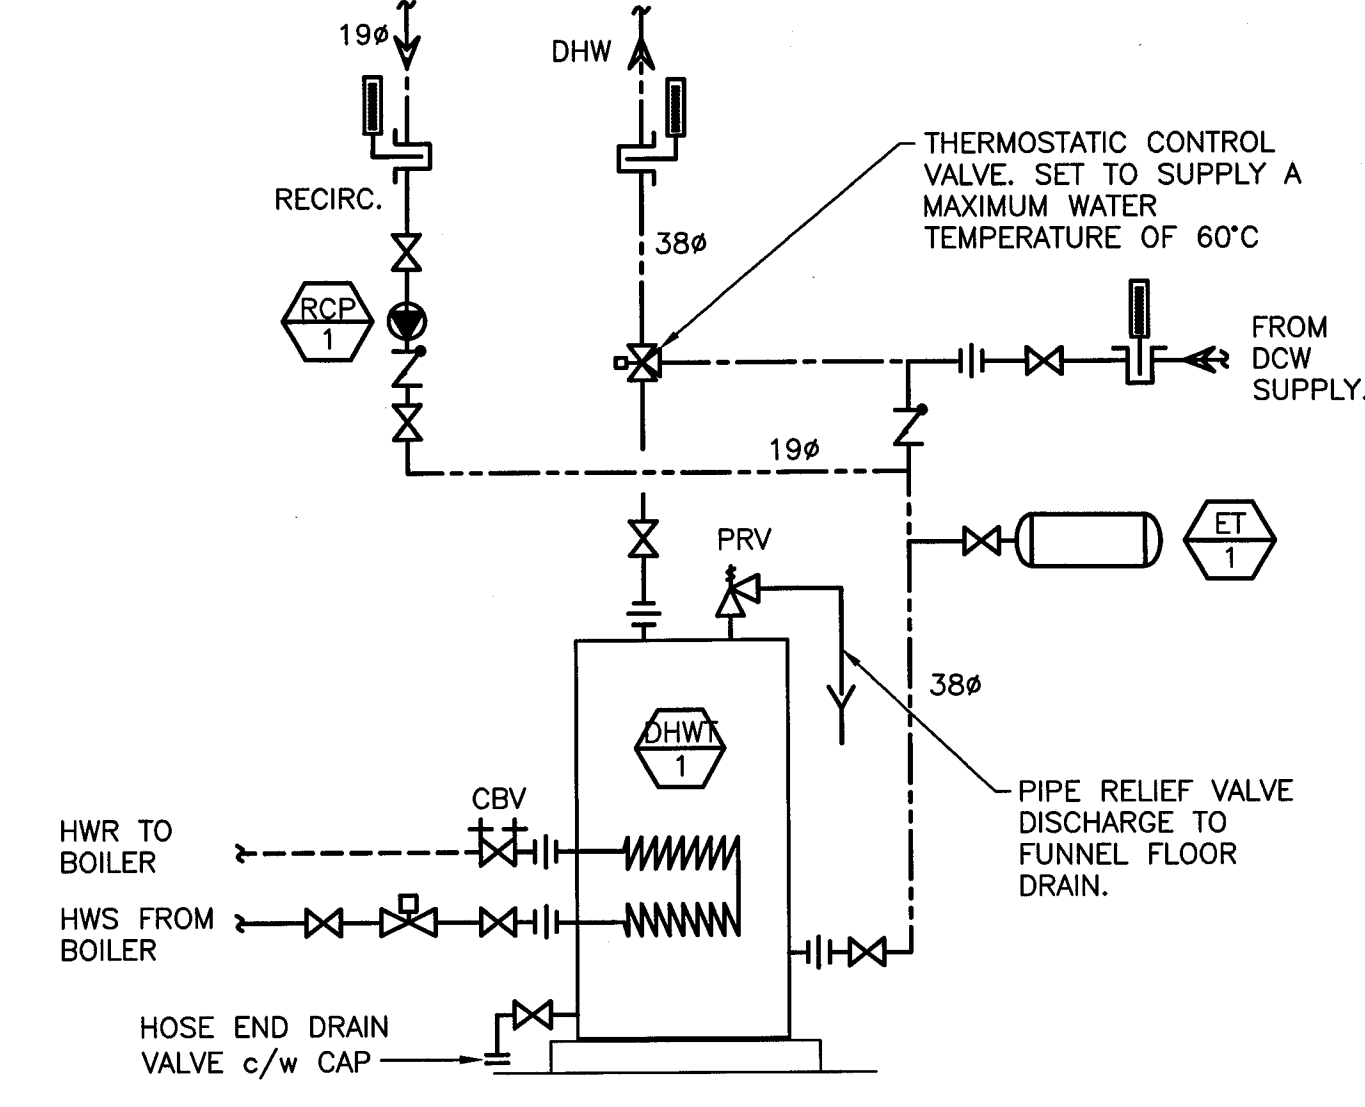 19ø
DHW
THERMOSTATIC CONTROL
VALVE. SET TO SUPPLY A
MAXIMUM WATER
TEMPERATURE OF 60°C
RECIRC.
38ø
RCP
1
FROM
DCW
SUPPLY.
19ø
PRV
ET
1
38ø
DHWT
1
PIPE RELIEF VALVE
DISCHARGE TO
FUNNEL FLOOR
DRAIN.
CBV
HWR TO
BOILER
HWS FROM
BOILER
HOSE END DRAIN
VALVE c/w CAP